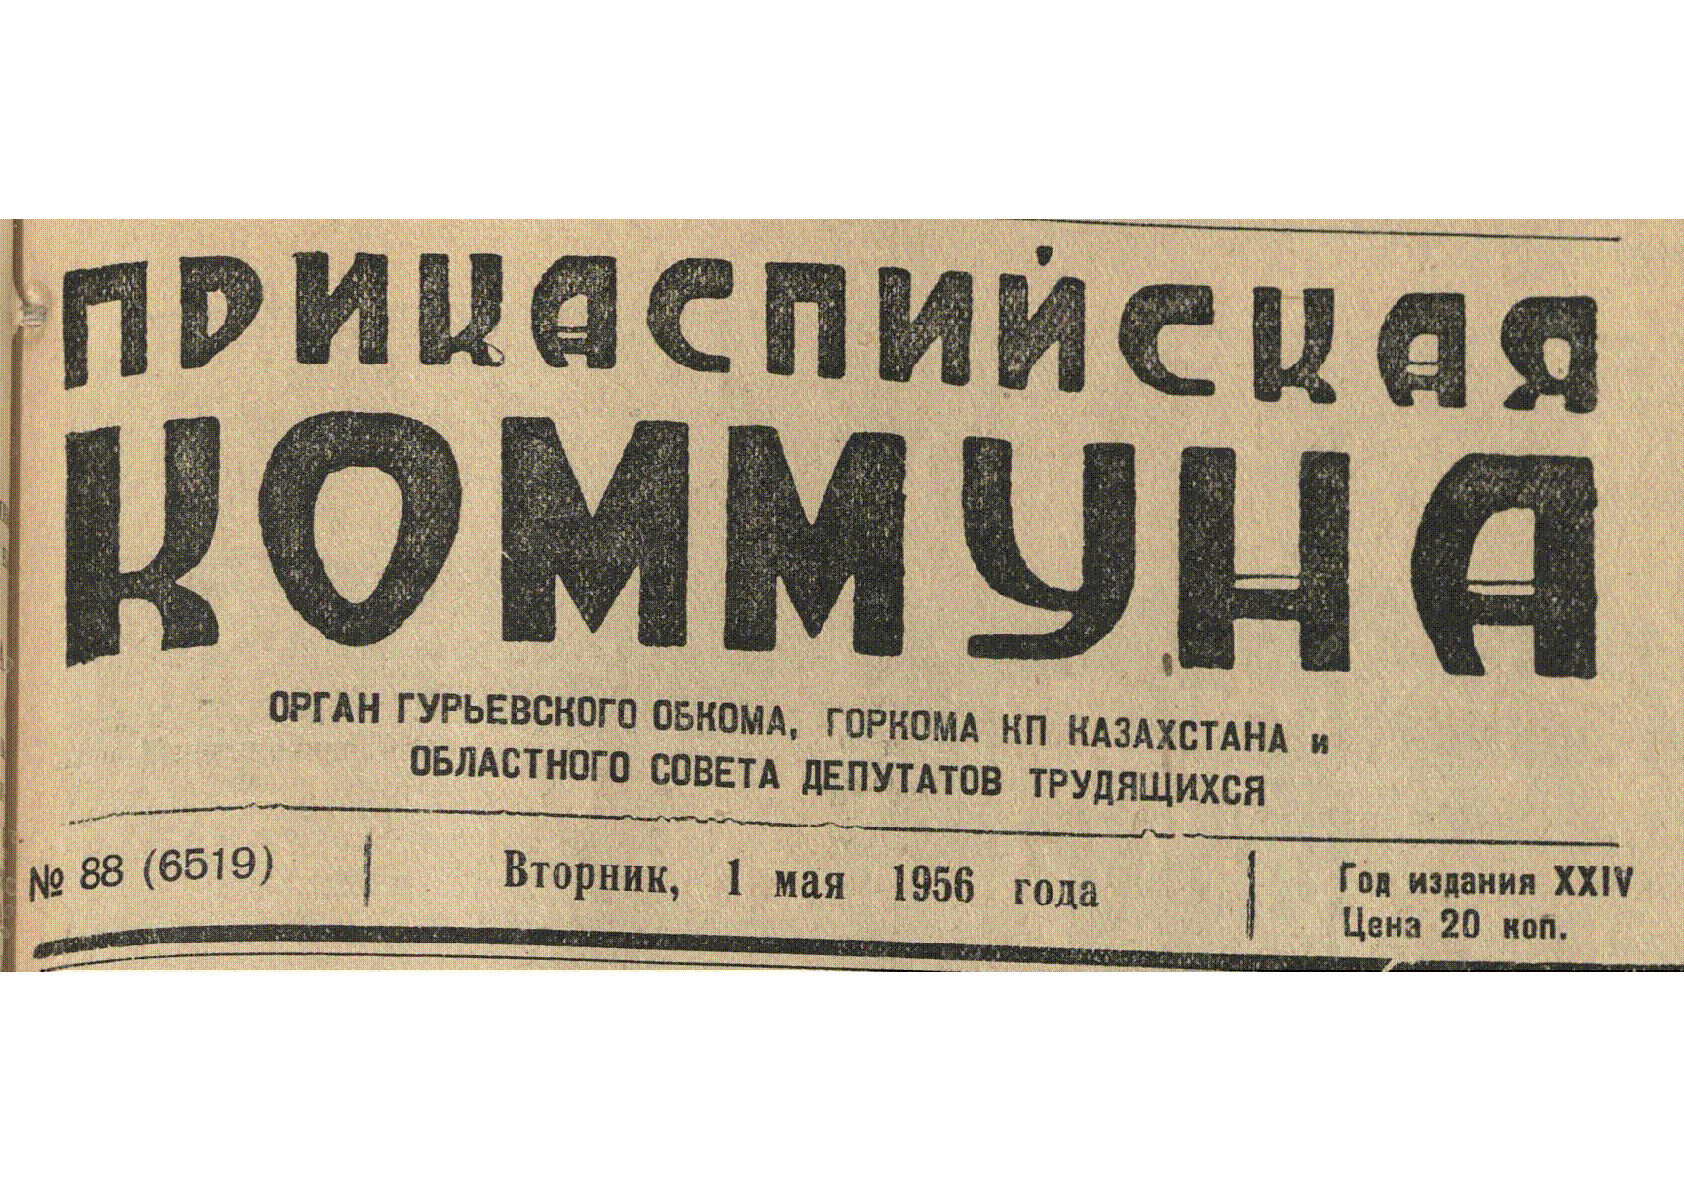 ПРИКАСПИЙСКАЯ
КОММУНА
ОРГАН ГУРЬЕВСКОГО ОБКОМА, ГОРКОМА КП КАЗАХСТАНА и
ОБЛАСТНОГО СОВЕТА ДЕПУТАТОВ ТРУДЯЩИХСЯ
№ 88 (6519)
Вторник, 1 мая 1956 года
Год издания XXIV
Цена 20 коп.